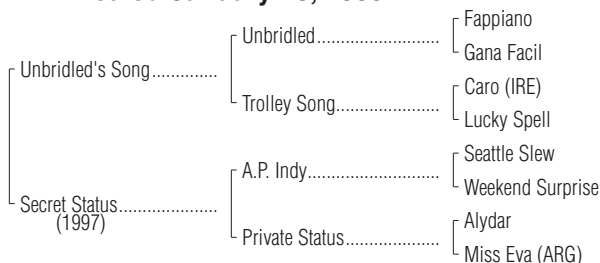 Unbridled's Song..............
Secret Status.....................
(1997)
Unbridled..........................
Trolley Song......................
A.P. Indy............................
Private Status....................
Fappiano
Gana Facil
Caro (IRE)
Lucky Spell
Seattle Slew
Weekend Surprise
Alydar
Miss Eva (ARG)